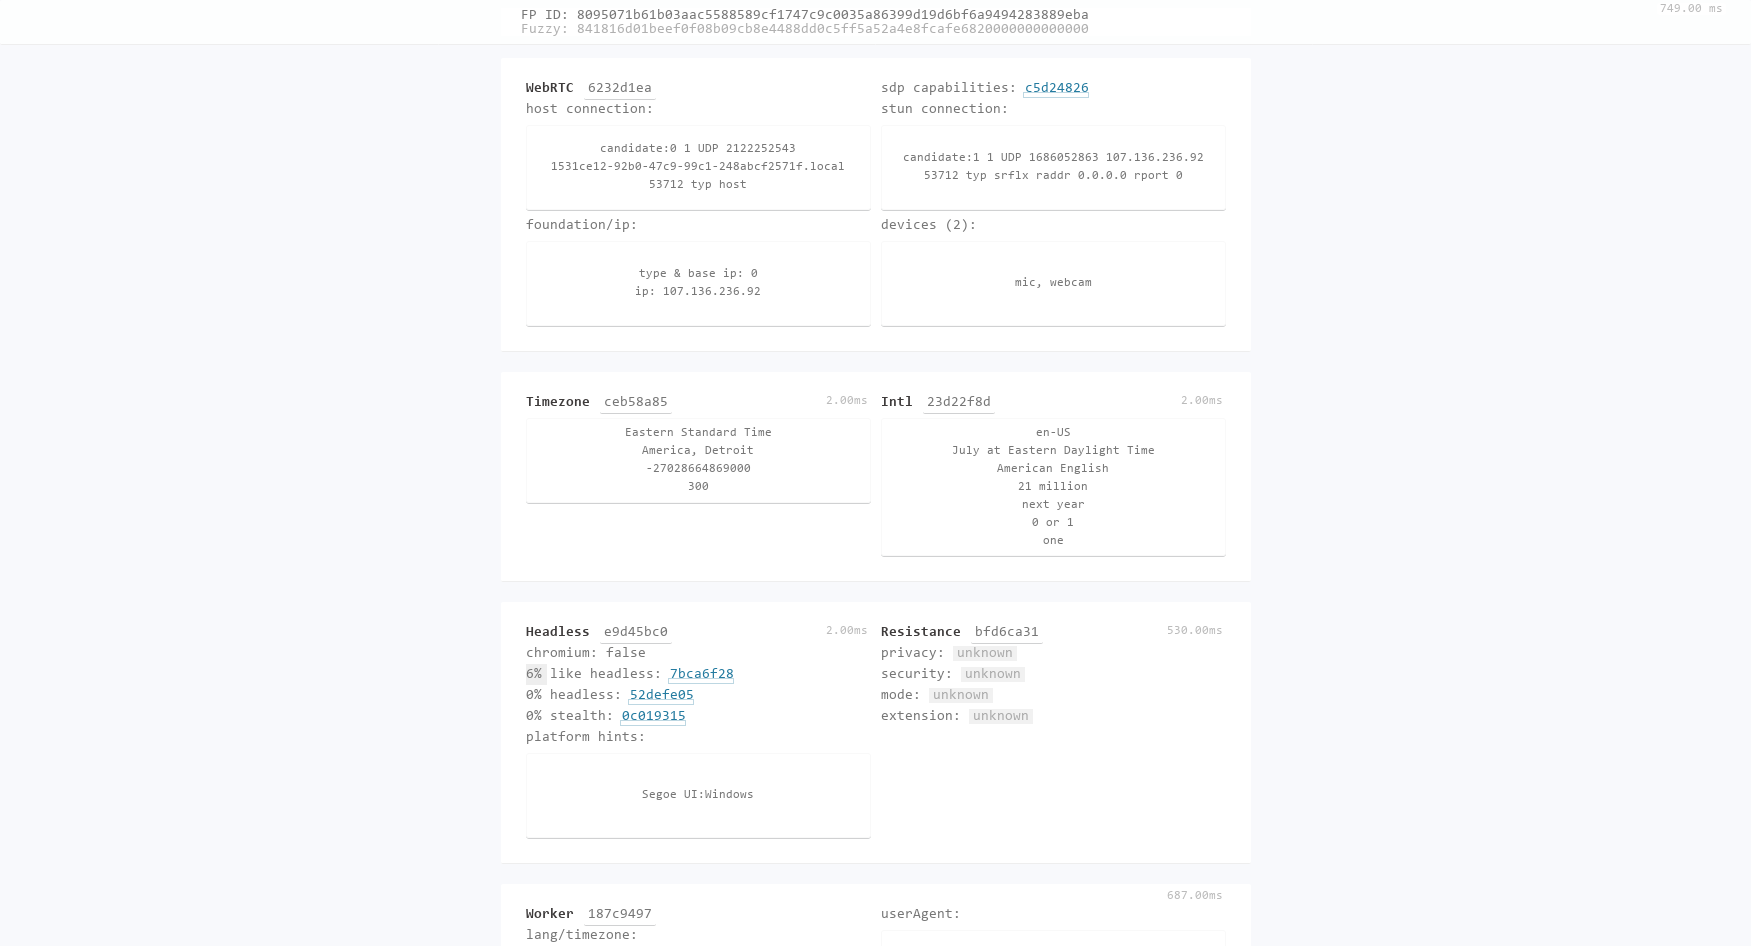 FP ID: 8095071b61b03aac5588589cf1747c9c0035a86399d19d6bf6a9494283889eba
749.00 ms
Fuzzy: 841816d01beef0f08b09cb8e4488dd0c5ff5a52a4e8fcafe6820000000000000
WebRTC 6232d1ea
host connection:
candidate:0 1 UDP 2122252543
1531ce12-92b0-47c9-99c1-248abcf2571f.local
53712 typ host
foundation/ip:
type & base ip: 0
ip: 107.136.236.92
sdp capabilities: c5d24826
stun connection:
candidate:1 1 UDP 1686052863 107.136.236.92
53712 typ srflx raddr 0.0.0.0 rport 0
devices (2):
mic, webcam
Timezone ceb58a85 2.00ms
Eastern Standard Time
America, Detroit
-27028664869000
300
Intl 23d22f8d 2.00ms
en-US
July at Eastern Daylight Time
American English
21 million
next year
0 or 1
one
Headless e9d45bc0 2.00ms
chromium: false
6% like headless: 7bca6f28
0% headless: 52defe05
0% stealth: 0c019315
platform hints:
Segoe UI:Windows
Resistance bfd6ca31 530.00ms
privacy: unknown
security: unknown
mode: unknown
extension: unknown
687.00ms
Worker 187c9497
lang/timezone:
userAgent: